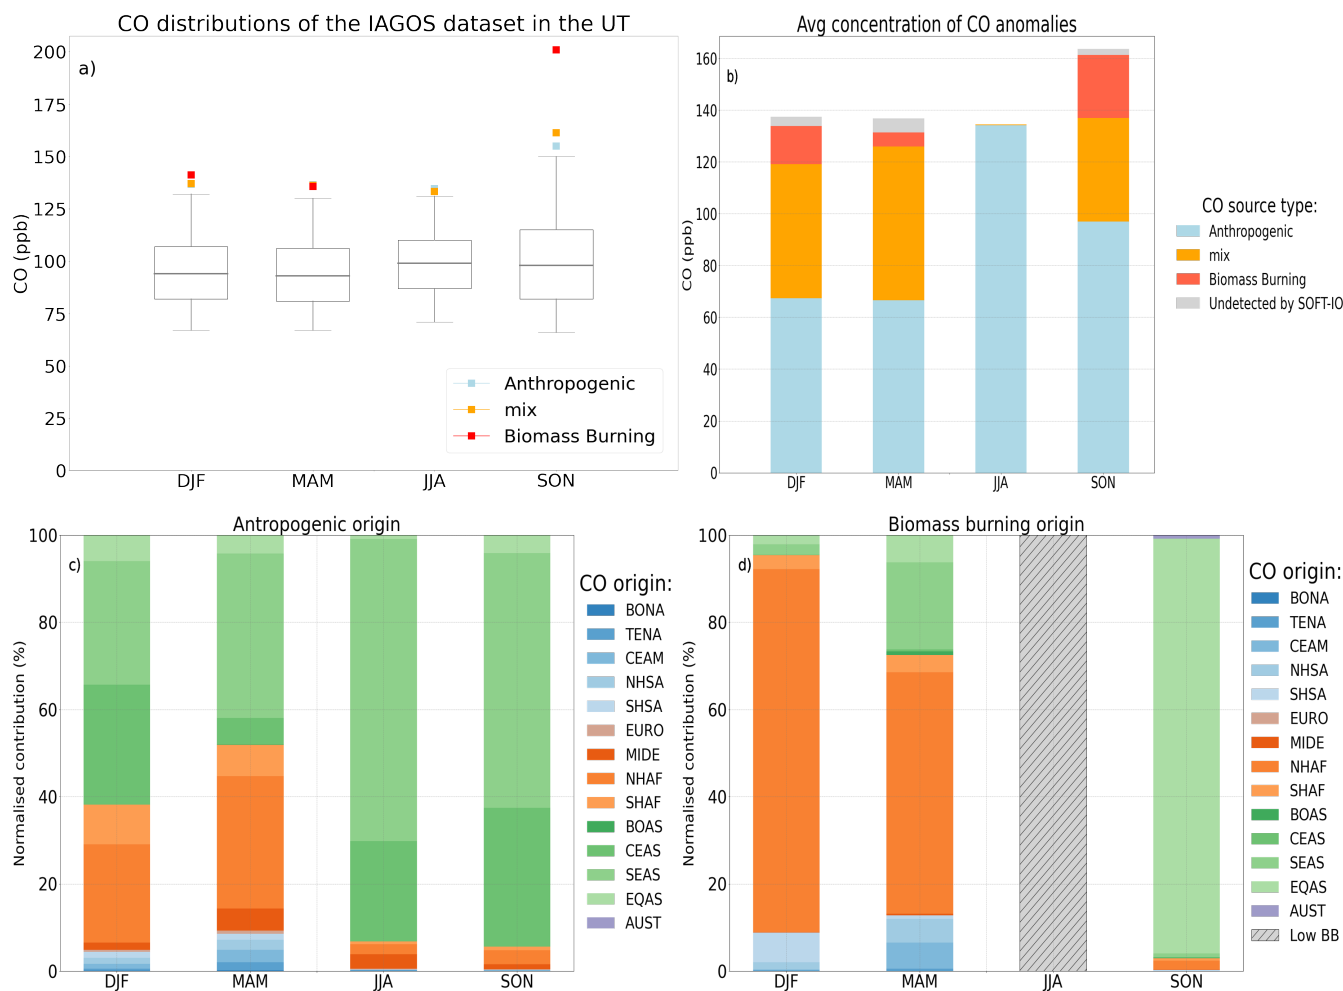 CO distributions of the IAGOS dataset in the UT
a)
CO (ppb)
200
175
150
125
100
75
50
25
0
DJF MAM JJA SON
Anthropogenic
mix
Biomass Burning
Avg concentration of CO anomalies
b)
CO (ppb)
160
140
120
100
80
60
40
20
0
DJF MAM JJA SON
CO source type:
Anthropogenic
mix
Biomass Burning
Undetected by SOFT-IO
Antropogenic origin
c)
Normalised contribution (%)
100
80
60
40
20
0
DJF MAM JJA SON
CO origin:
BONA
TENA
CEAM
NHSA
SHSA
EURO
MIDE
NHAF
SHAF
BOAS
CEAS
SEAS
EQAS
AUST
Biomass burning origin
d)
Normalised contribution (%)
100
80
60
40
20
0
DJF MAM JJA SON
CO origin:
BONA
TENA
CEAM
NHSA
SHSA
EURO
MIDE
NHAF
SHAF
BOAS
CEAS
SEAS
EQAS
AUST
Low BB